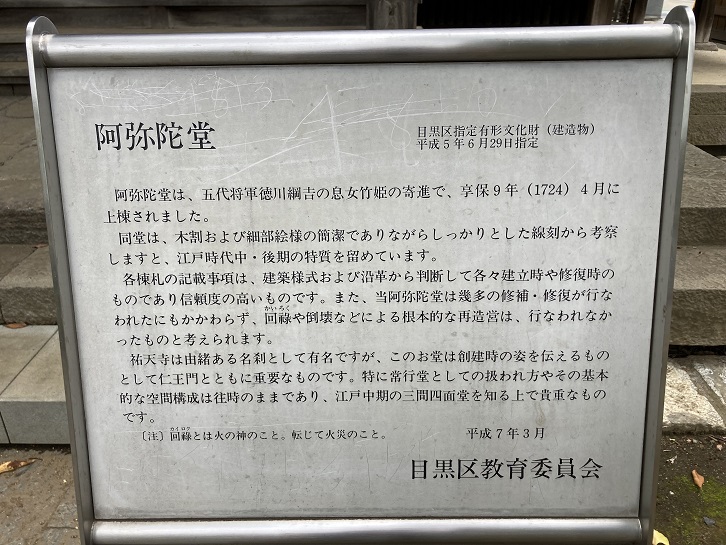 阿弥陀堂
目黒区指定有形文化財（建造物）
平成５年６月29日指定
阿弥陀堂は、五代将軍徳川綱吉の息女竹姫の寄進で、享保９年（1724）４月に
上棟されました。
同堂は、木割および細部絵様の簡潔でありながらしっかりとした線刻から考察
しますと、江戸時代中・後期の特質を留めています。
各棟札の記載事項は、建築様式および沿革から判断して各々建立時や修復時の
ものであり信頼度の高いものです。また、当阿弥陀堂は幾多の修補・修復が行な
かいろく
われたにもかかわらず、回祿や倒壊などによる根本的な再造営は、行なわれなか
ったものと考えられます。
祐天寺は由緒ある名刹として有名ですが、このお堂は創建時の姿を伝えるもの
として仁王門とともに重要なものです。特に常行堂としての扱われ方やその基本
的な空間構成は往時のままであり、江戸中期の三間四面堂を知る上で貴重なもの
です。
カイロク
〔注〕回祿とは火の神のこと。転じて火災のこと。
平成７年３月
目黒区教育委員会